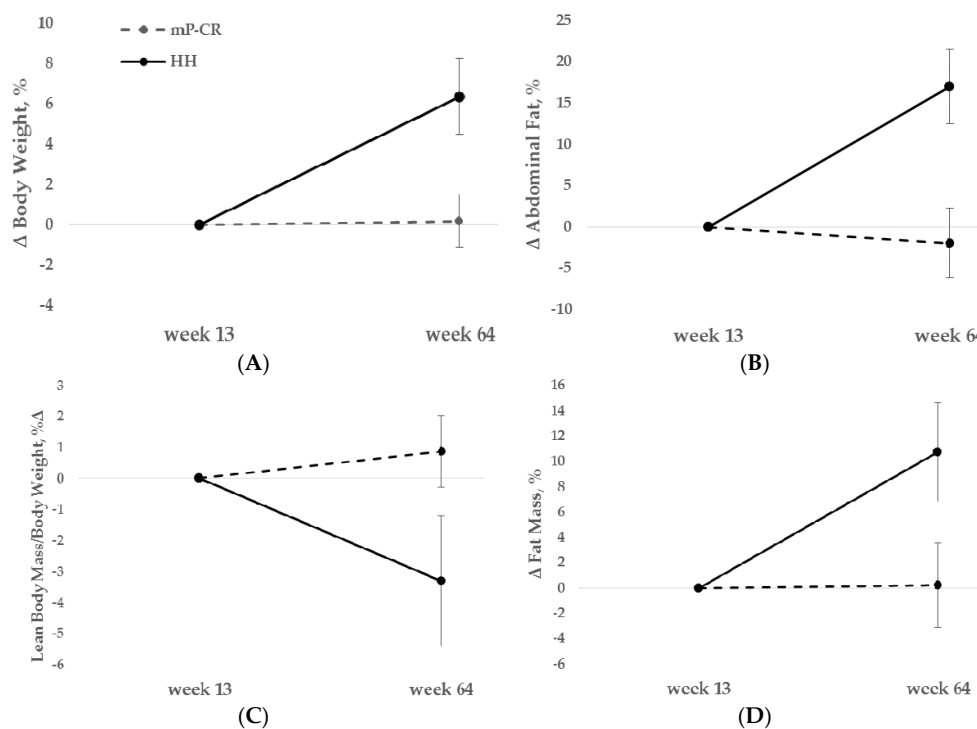 10
8
6
4
2
0
-2
-4
Δ Body Weight, %
mP-CR
HH
week 13
week 64
(A)
25
20
15
10
5
0
-5
-10
Δ Abdominal Fat, %
week 13
week 64
(B)
3
2
1
0
-1
-2
-3
-4
-5
-6
Lean Body Mass/Body Weight, %Δ
week 13
week 64
(C)
16
14
12
10
8
6
4
2
0
-2
-4
-6
Δ Fat Mass, %
week 13
week 64
(D)